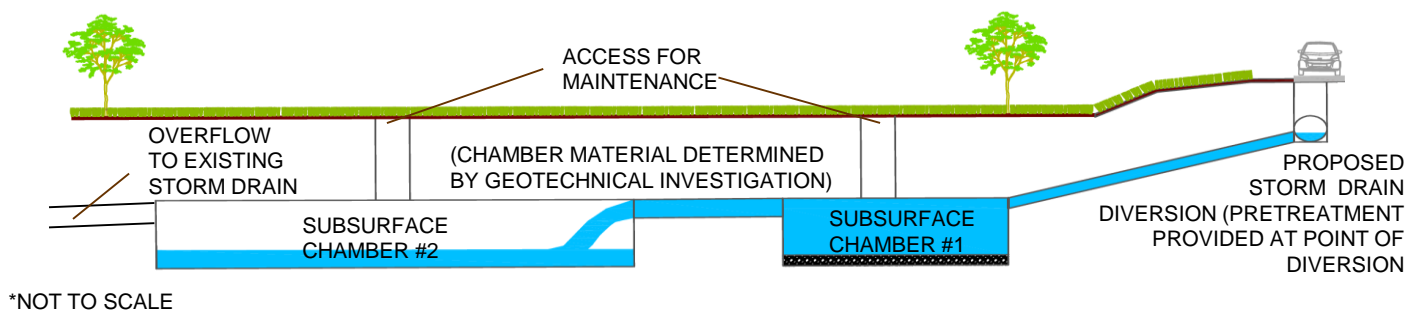 ACCESS FOR
MAINTENANCE
OVERFLOW
TO EXISTING
STORM DRAIN
(CHAMBER MATERIAL DETERMINED
BY GEOTECHNICAL INVESTIGATION)
SUBSURFACE
CHAMBER #2
SUBSURFACE
CHAMBER #1
PROPOSED
STORM DRAIN
DIVERSION (PRETREATMENT
PROVIDED AT POINT OF
DIVERSION
*NOT TO SCALE